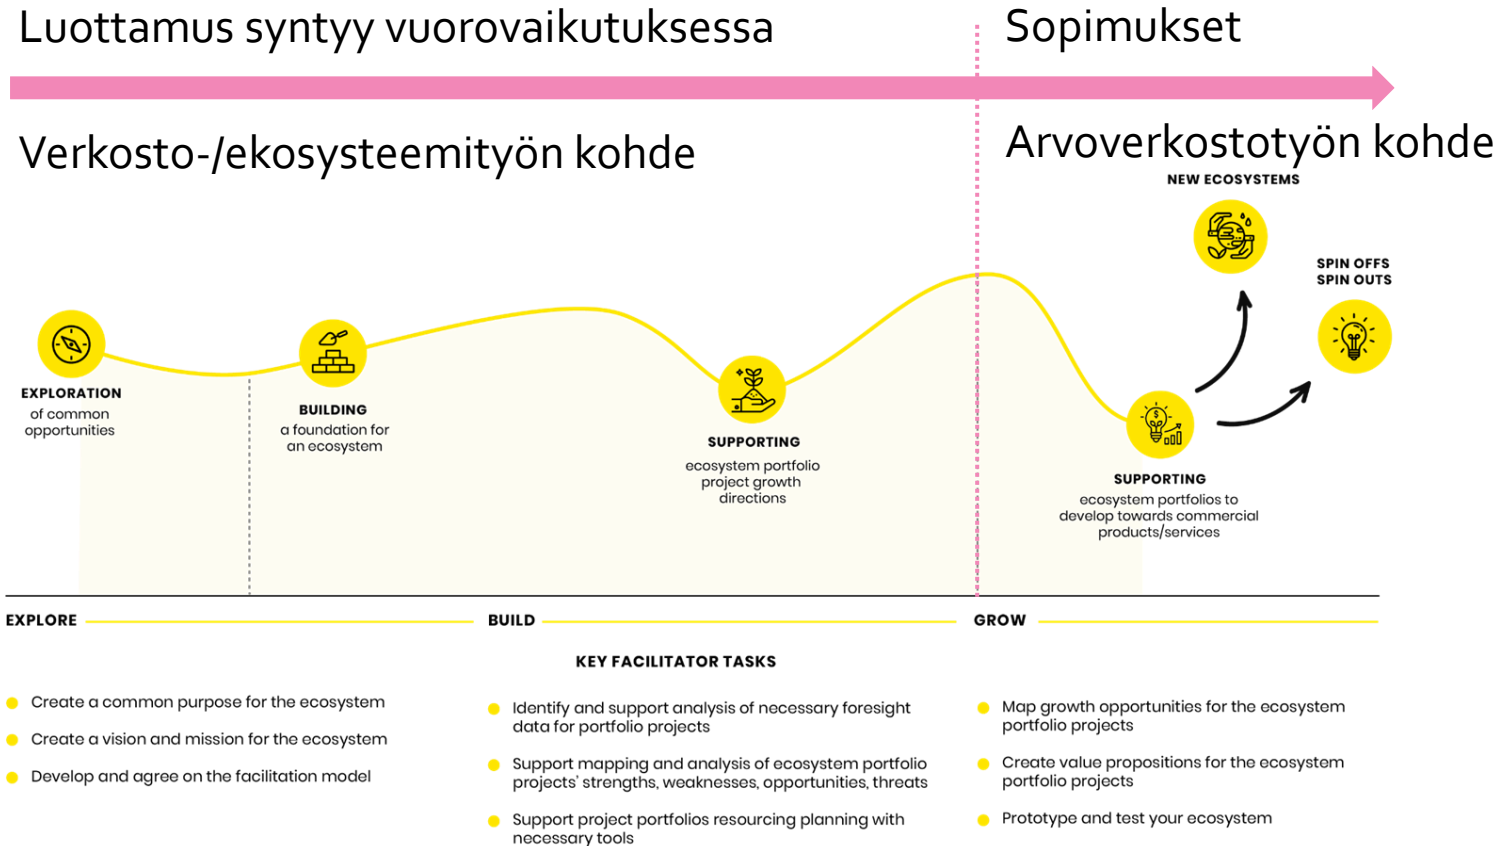 Luottamus syntyy vuorovaikutuksessa
Sopimukset
Verkosto-/ekosysteemityön kohde
Arvoverkostotyön kohde
NEW ECOSYSTEMS
SPIN OFFS
SPIN OUTS
EXPLORATION
of common
opportunities
BUILDING
a foundation for
an ecosystem
SUPPORTING
ecosystem portfolio
project growth
directions
SUPPORTING
ecosystem portfolios to
develop towards commercial
products/services
EXPLORE
BUILD
GROW
KEY FACILITATOR TASKS
Create a common purpose for the ecosystem
Create a vision and mission for the ecosystem
Develop and agree on the facilitation model
Identify and support analysis of necessary foresight
data for portfolio projects
Support mapping and analysis of ecosystem portfolio
projects' strengths, weaknesses, opportunities, threats
Support project portfolios resourcing planning with
necessary tools
Map growth opportunities for the ecosystem
portfolio projects
Create value propositions for the ecosystem
portfolio projects
Prototype and test your ecosystem